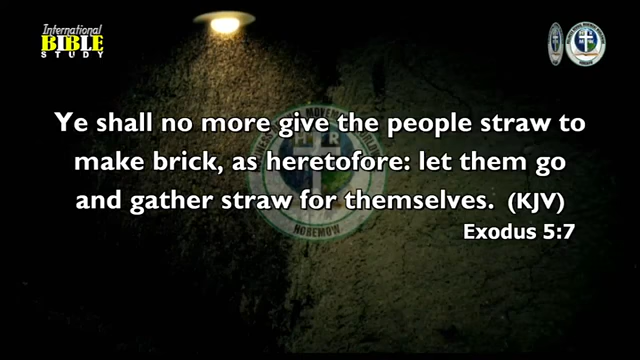 International
BIBLE
STUDY
Ye shall no more give the people straw to
make brick, as heretofore: let them go
and gather straw for themselves. (KJV)
Exodus 5:7
HOREMOW